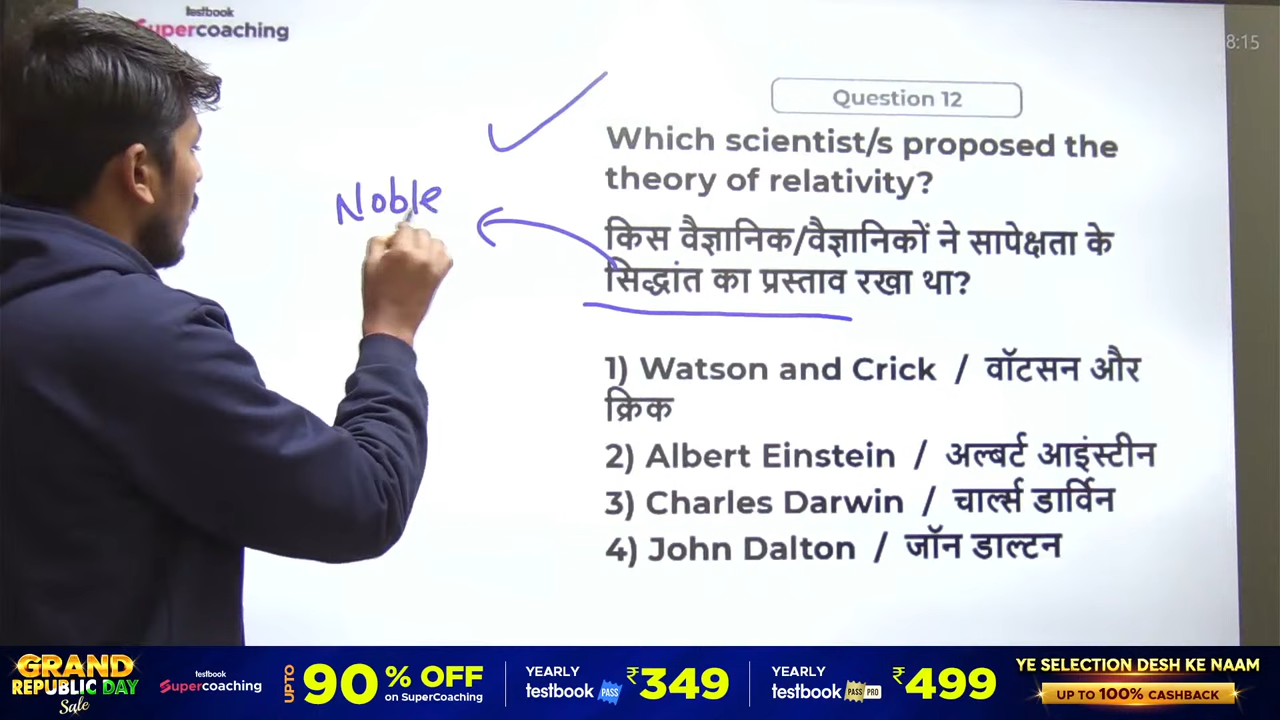 testbook
Supercoaching
8:15
Question 12
Which scientist/s proposed the
theory of relativity?
Noble
किस वैज्ञानिक/वैज्ञानिकों ने सापेक्षता के
सिद्धांत का प्रस्ताव रखा था?
1) Watson and Crick / वॉटसन और
क्रिक
2) Albert Einstein / अल्बर्ट आइंस्टीन
3) Charles Darwin / चार्ल्स डार्विन
4) John Dalton / जॉन डाल्टन
GRAND
REPUBLIC DAY
Sale
testbook
Supercoaching
UPTO 90% OFF
on SuperCoaching
YEARLY
testbook PASS ₹349
YEARLY
testbook PASS PRO ₹499
YE SELECTION DESH KE NAAM
UP TO 100% CASHBACK